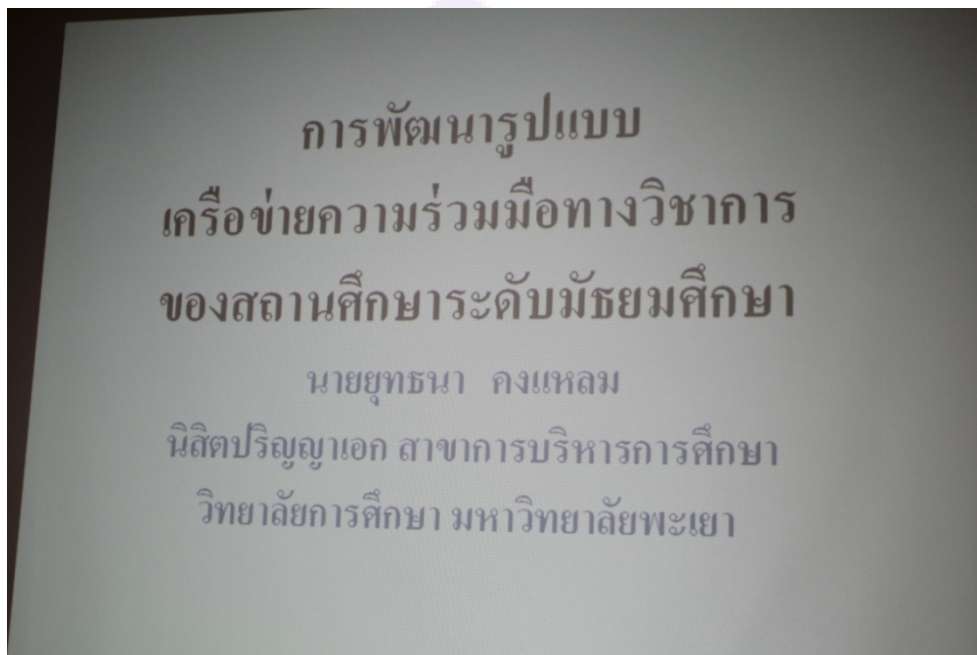 การพัฒนารูปแบบ
เครือข่ายความร่วมมือทางวิชาการ
ของสถานศึกษาระดับมัธยมศึกษา
นายยุทธนา คงแหลม
นิสิตปริญญาเอก สาขาการบริหารการศึกษา
วิทยาลัยการศึกษา มหาวิทยาลัยพะเยา